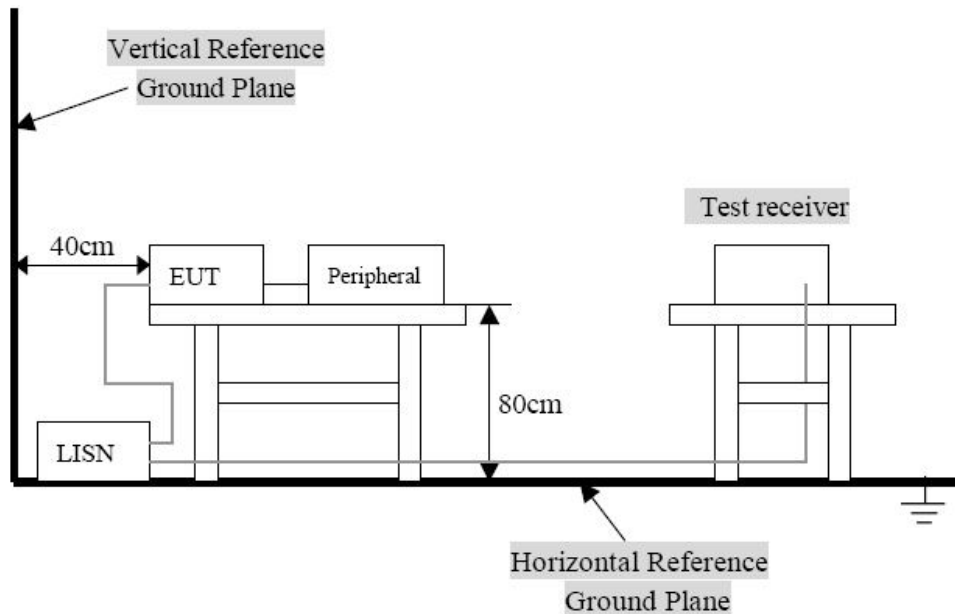 Vertical Reference
Ground Plane
Test receiver
40cm
EUT
Peripheral
80cm
LISN
Horizontal Reference
Ground Plane